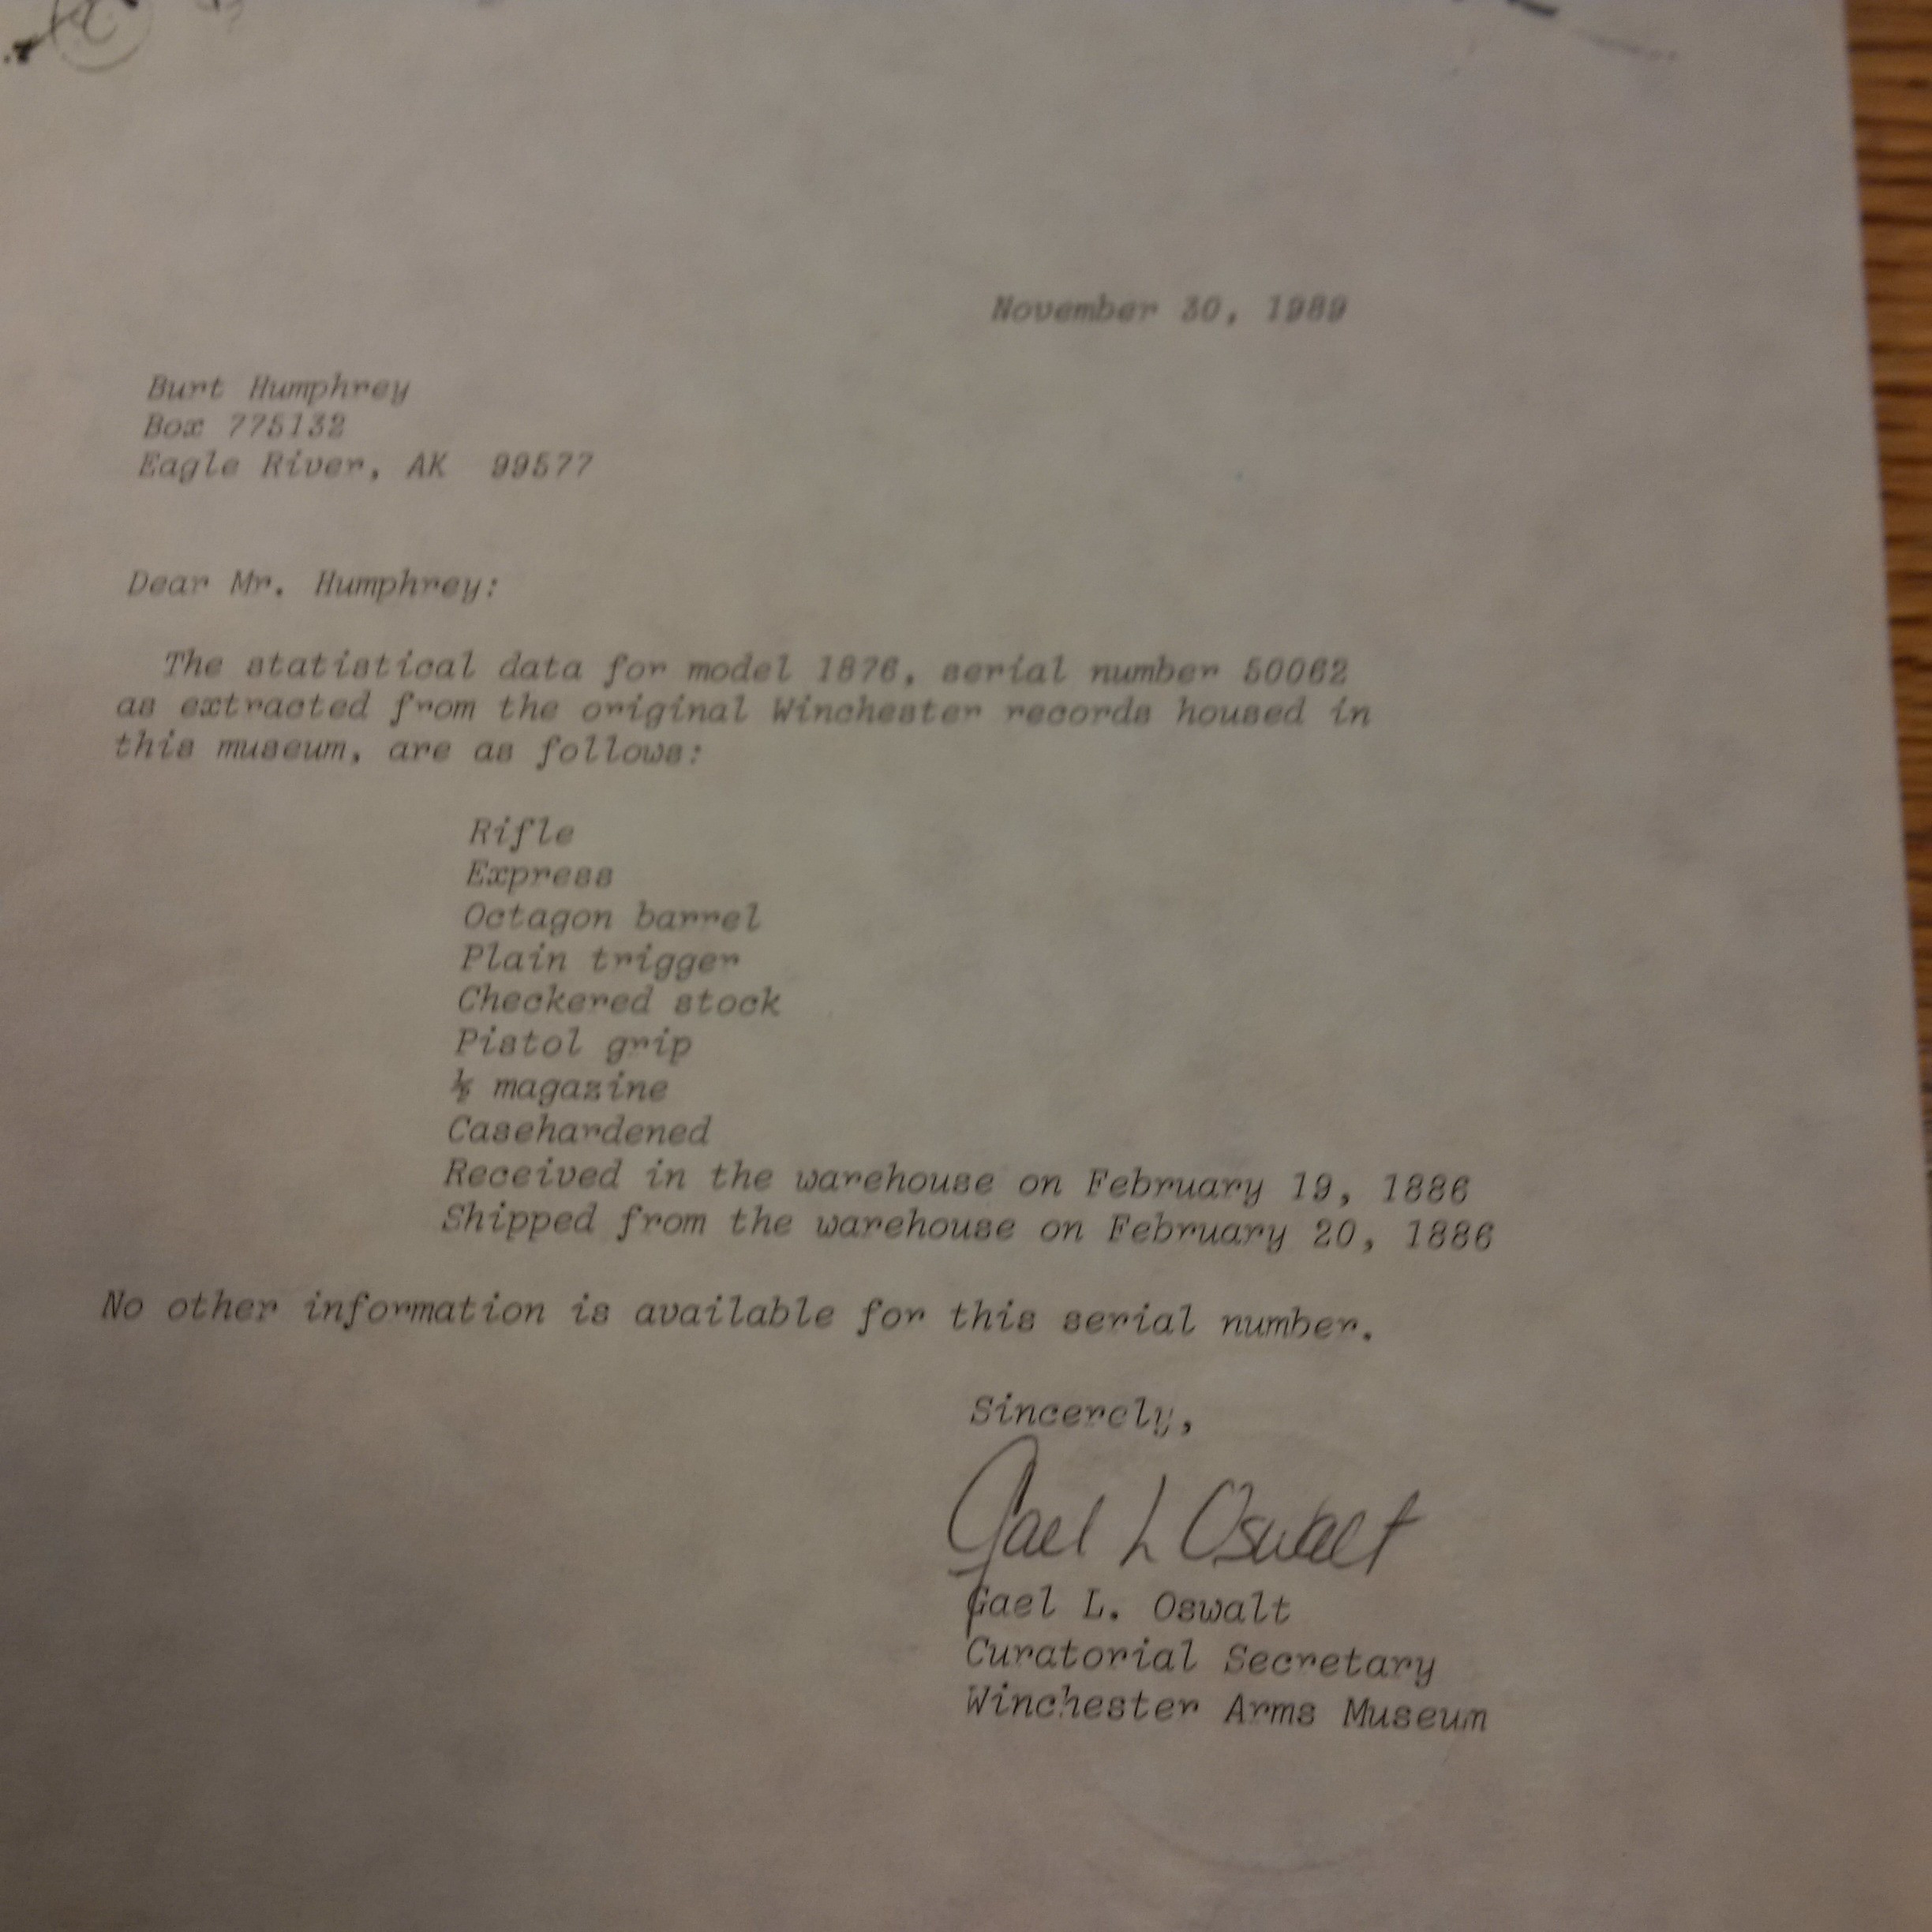 November 30, 1989
Burt Humphrey
Box 775132
Eagle River, AK 99577
Dear Mr. Humphrey:
The statistical data for model 1876, serial number 50062
as extracted from the original Winchester records housed in
this museum, are as follows:
Rifle
Express
Octagon barrel
Plain trigger
Checkered stock
Pistol grip
½ magazine
Casehardened
Received in the warehouse on February 19, 1886
Shipped from the warehouse on February 20, 1886
No other information is available for this serial number.
Sincerely,
Gael L Oswalt
Gael L. Oswalt
Curatorial Secretary
Winchester Arms Museum